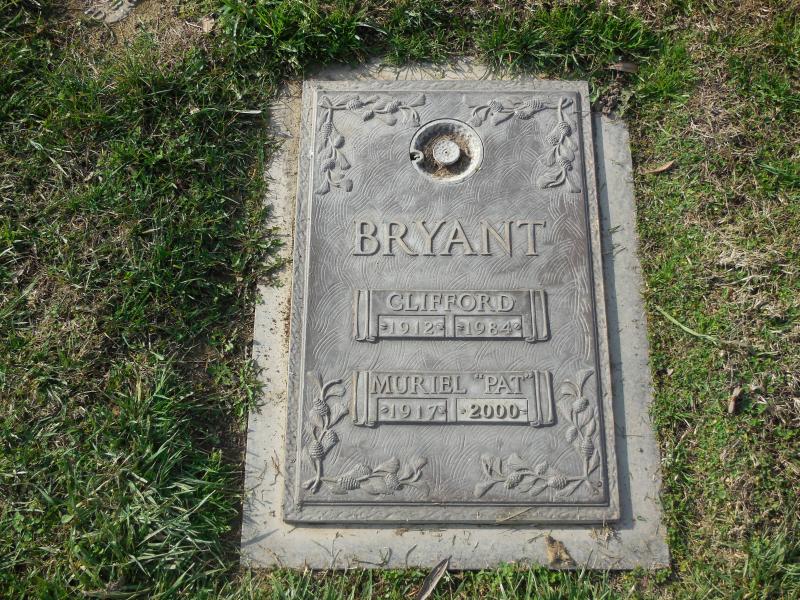 BRYANT
CLIFFORD
1912 1984
MURIEL "PAT"
1917 2000